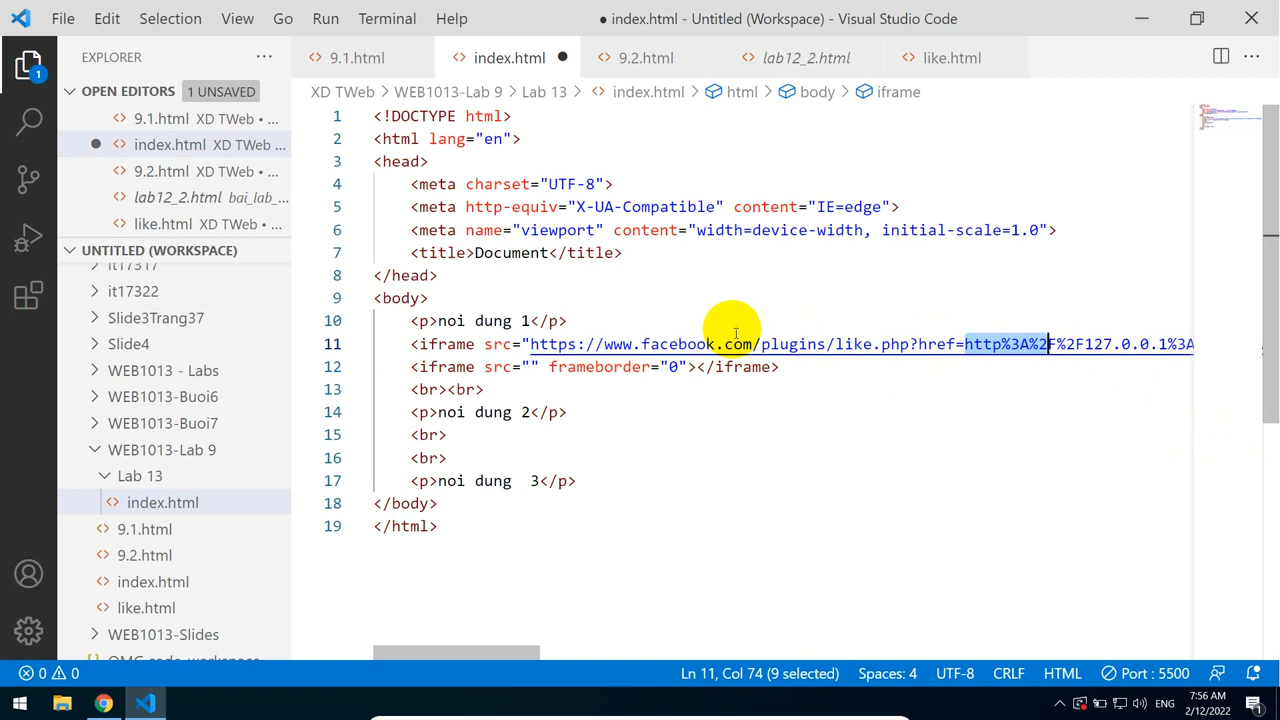 File Edit Selection View Go Run Terminal Help
● index.html - Untitled (Workspace) - Visual Studio Code
EXPLORER ...
9.1.html index.html ● 9.2.html lab12_2.html like.html
OPEN EDITORS 1 UNSAVED
XD TWeb > WEB1013-Lab 9 > Lab 13 > index.html > html > body > iframe
9.1.html XD TWeb • ...
index.html XD TWeb ...
9.2.html XD TWeb • ...
lab12_2.html bai_lab_...
like.html XD TWeb • ...
UNTITLED (WORKSPACE)
it17317
it17322
Slide3Trang37
Slide4
WEB1013 - Labs
WEB1013-Buoi6
WEB1013-Buoi7
WEB1013-Lab 9
Lab 13
index.html
9.1.html
9.2.html
index.html
like.html
WEB1013-Slides
OMG.code-workspace
1 <!DOCTYPE html>
2 <html lang="en">
3 <head>
4 <meta charset="UTF-8">
5 <meta http-equiv="X-UA-Compatible" content="IE=edge">
6 <meta name="viewport" content="width=device-width, initial-scale=1.0">
7 <title>Document</title>
8 </head>
9 <body>
10 <p>noi dung 1</p>
11 <iframe src="https://www.facebook.com/plugins/like.php?href=http%3A%2F%2F127.0.0.1%3A
12 <iframe src="" frameborder="0"></iframe>
13 <br><br>
14 <p>noi dung 2</p>
15 <br>
16 <br>
17 <p>noi dung  3</p>
18 </body>
19 </html>
0 0 Ln 11, Col 74 (9 selected) Spaces: 4 UTF-8 CRLF HTML Port : 5500
ENG
7:56 AM
2/12/2022
1
1